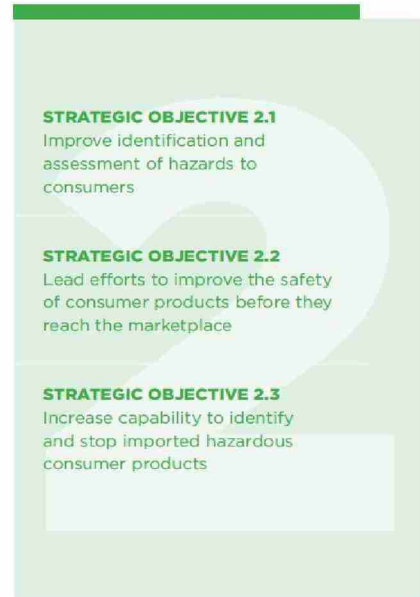 STRATEGIC OBJECTIVE 2.1
Improve identification and
assessment of hazards to
consumers
STRATEGIC OBJECTIVE 2.2
Lead efforts to improve the safety
of consumer products before they
reach the marketplace
STRATEGIC OBJECTIVE 2.3
Increase capability to identify
and stop imported hazardous
consumer products
2